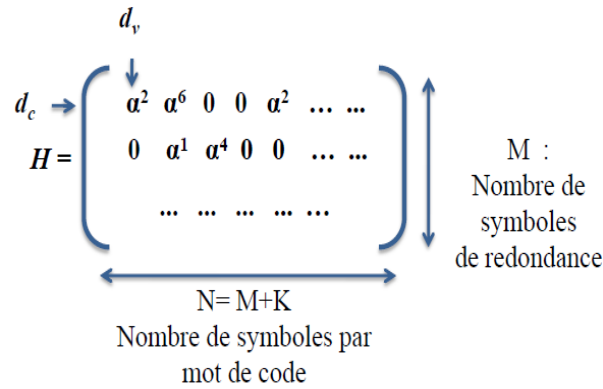 d_v
d_c → α² α⁶ 0 0 α² … ...
H = 0 α¹ α⁴ 0 0 … ...
... ... ... ... …
M :
Nombre de
symboles
de redondance
N= M+K
Nombre de symboles par
mot de code